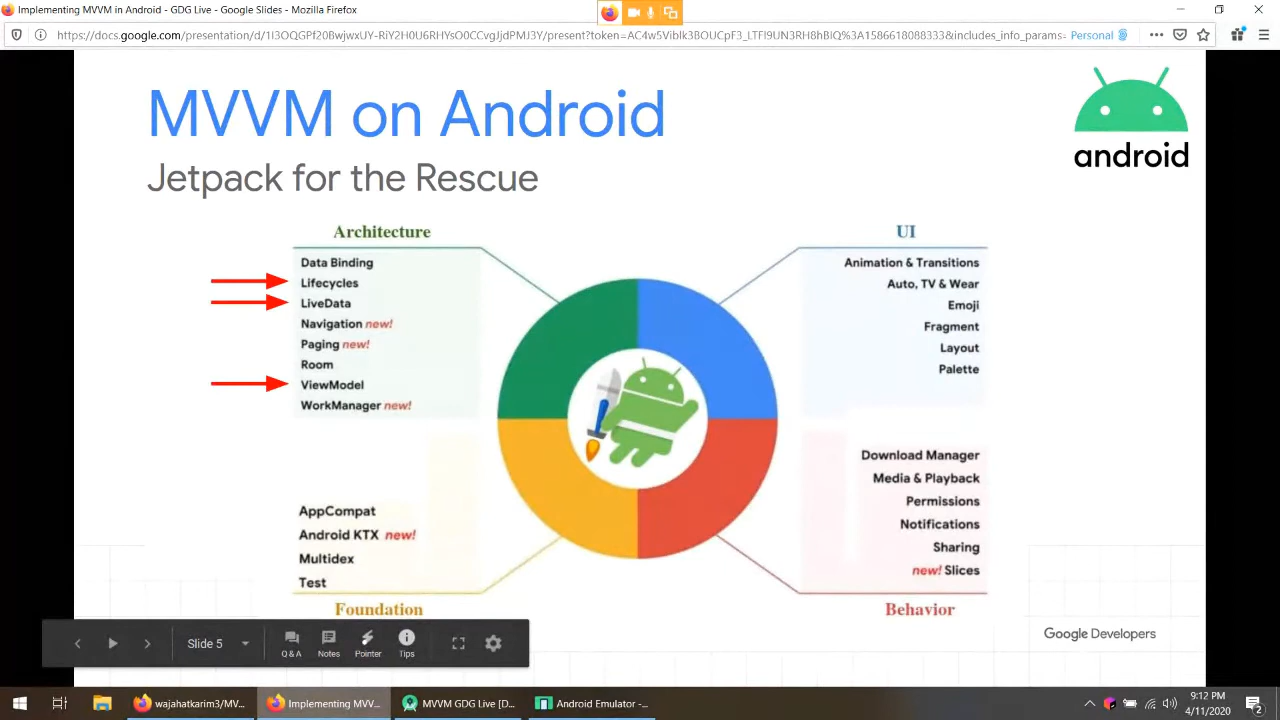 Implementing MVVM in Android - GDG Live - Google Slides - Mozilla Firefox
Personal
MVVM on Android
Jetpack for the Rescue
android
Architecture
Data Binding
Lifecycles
LiveData
Navigation new!
Paging new!
Room
ViewModel
WorkManager new!
UI
Animation & Transitions
Auto, TV & Wear
Emoji
Fragment
Layout
Palette
AppCompat
Android KTX new!
Multidex
Test
Foundation
Download Manager
Media & Playback
Permissions
Notifications
Sharing
new! Slices
Behavior
Google Developers
Slide 5
Q & A
Notes
Pointer
Tips
wajahatkarim3/MV...
Implementing MVV...
MVVM GDG Live [D...
Android Emulator -...
9:12 PM
4/11/2020
2